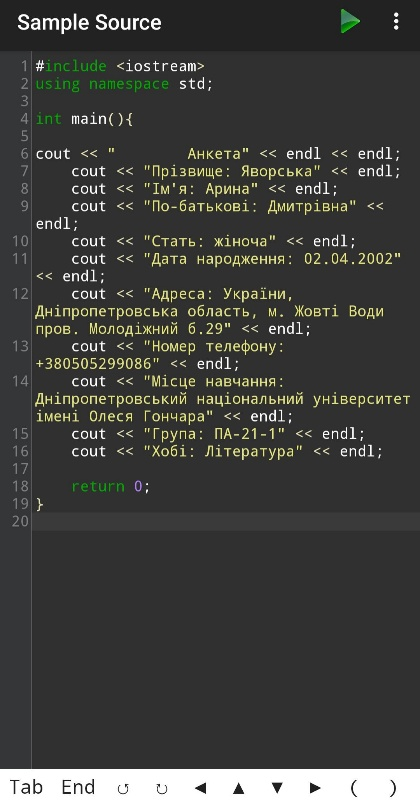 Sample Source
1 #include <iostream>
2 using namespace std;
3
4 int main(){
5
6 cout << "        Анкета" << endl << endl;
7     cout << "Прізвище: Яворська" << endl;
8     cout << "Ім'я: Арина" << endl;
9     cout << "По-батькові: Дмитрівна" <<
endl;
10     cout << "Стать: жіноча" << endl;
11     cout << "Дата народження: 02.04.2002"
<< endl;
12     cout << "Адреса: України,
Дніпропетровська область, м. Жовті Води
пров. Молодіжний б.29" << endl;
13     cout << "Номер телефону:
+380505299086" << endl;
14     cout << "Місце навчання:
Дніпропетровський національний університет
імені Олеся Гончара" << endl;
15     cout << "Група: ПА-21-1" << endl;
16     cout << "Хобі: Література" << endl;
17
18     return 0;
19 }
20
Tab End ↺ ↻ ◀ ▲ ▼ ▶ ( )